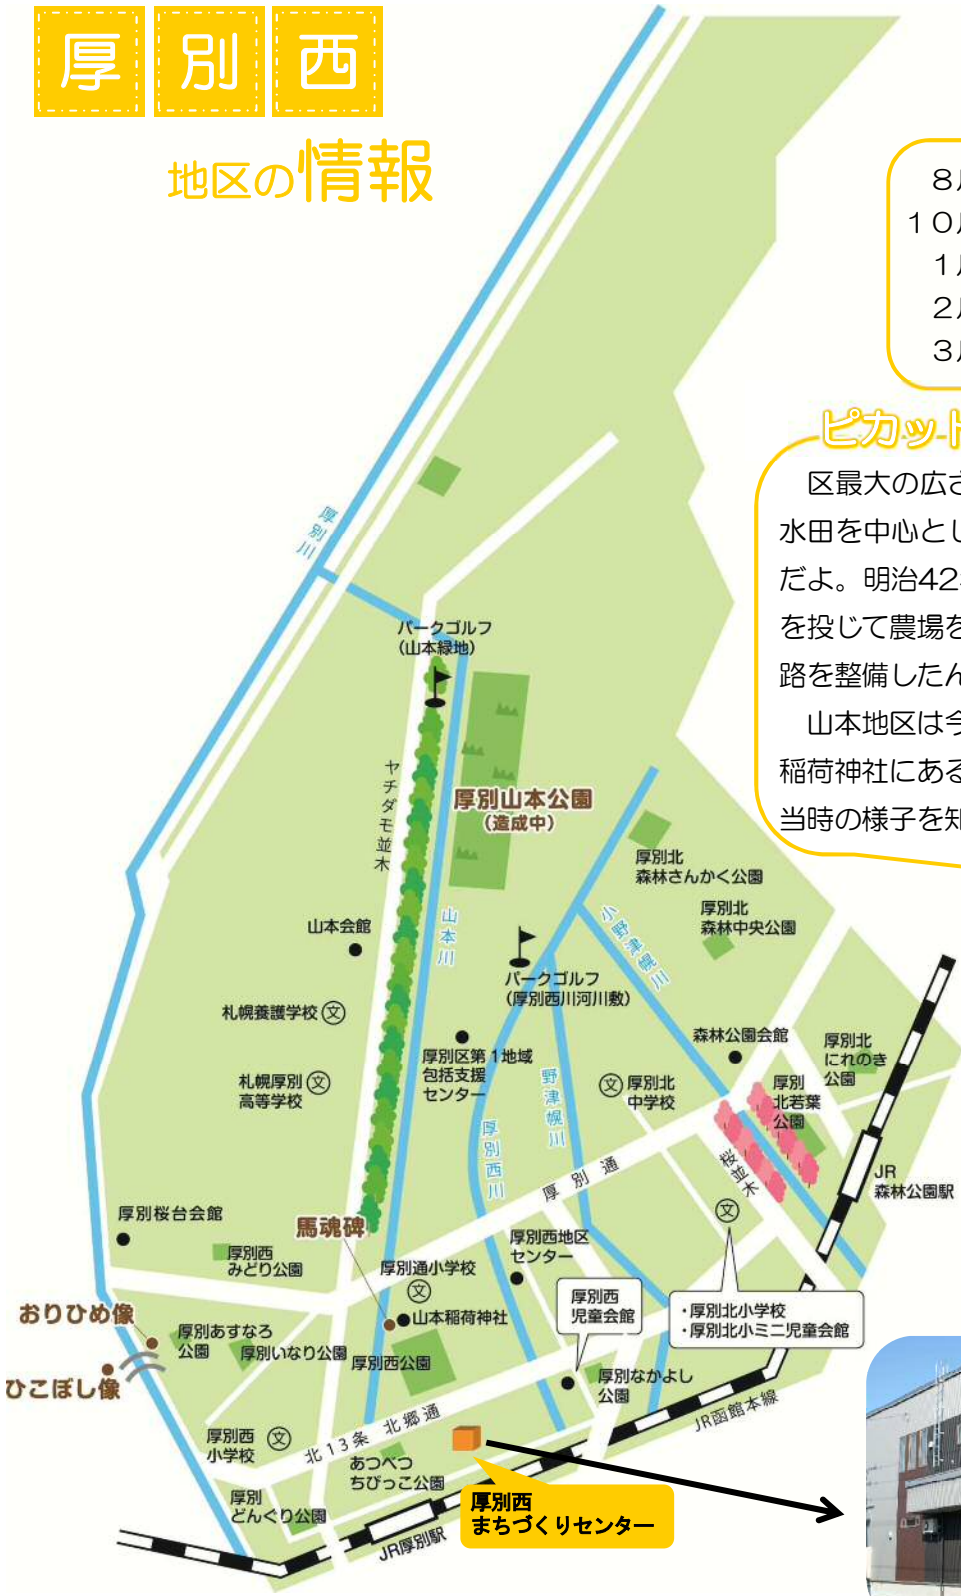 厚別西
地区の情報
8月
10月
1月
2月
3月
ピカット
区最大の広さ
水田を中心とし
だよ。明治42
を投じて農場を
路を整備したん
山本地区は今
稲荷神社にある
当時の様子を知
厚別川
パークゴルフ
(山本緑地)
ヤチダモ並木
厚別山本公園
(造成中)
厚別北
森林さんかく公園
厚別北
森林中央公園
小野津幌川
山本会館
山本川
パークゴルフ
(厚別西川河川敷)
札幌養護学校 文
森林公園会館
厚別北
にれのき
公園
厚別区第1地域
包括支援
センター
札幌厚別 文
高等学校
野津幌川
文 厚別北
中学校
厚別
北若葉
公園
厚別西川
厚別通
桜並木
JR
森林公園駅
文
厚別桜台会館
馬魂碑
厚別西
みどり公園
厚別通小学校
文
厚別西地区
センター
厚別西
児童会館
・厚別北小学校
・厚別北小ミニ児童会館
おりひめ像
山本稲荷神社
厚別あすなろ
公園
厚別いなり公園
厚別西公園
ひこぼし像
厚別なかよし
公園
JR函館本線
厚別西
小学校
文
北13条 北郷通
あつべつ
ちびっこ公園
厚別
どんぐり公園
厚別西
まちづくりセンター
JR厚別駅